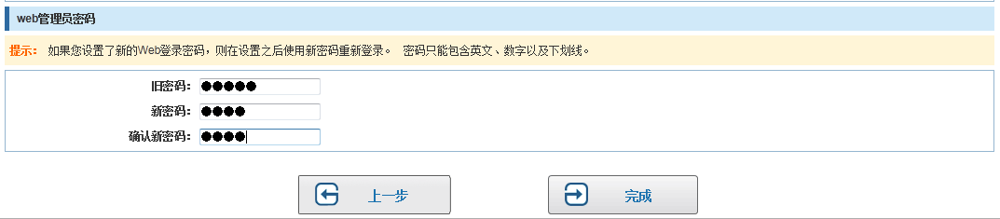 web管理员密码
提示： 如果您设置了新的Web登录密码，则在设置之后使用新密码重新登录。 密码只能包含英文、数字以及下划线。
旧密码：●●●●●
新密码：●●●●
确认新密码：●●●●
上一步 完成